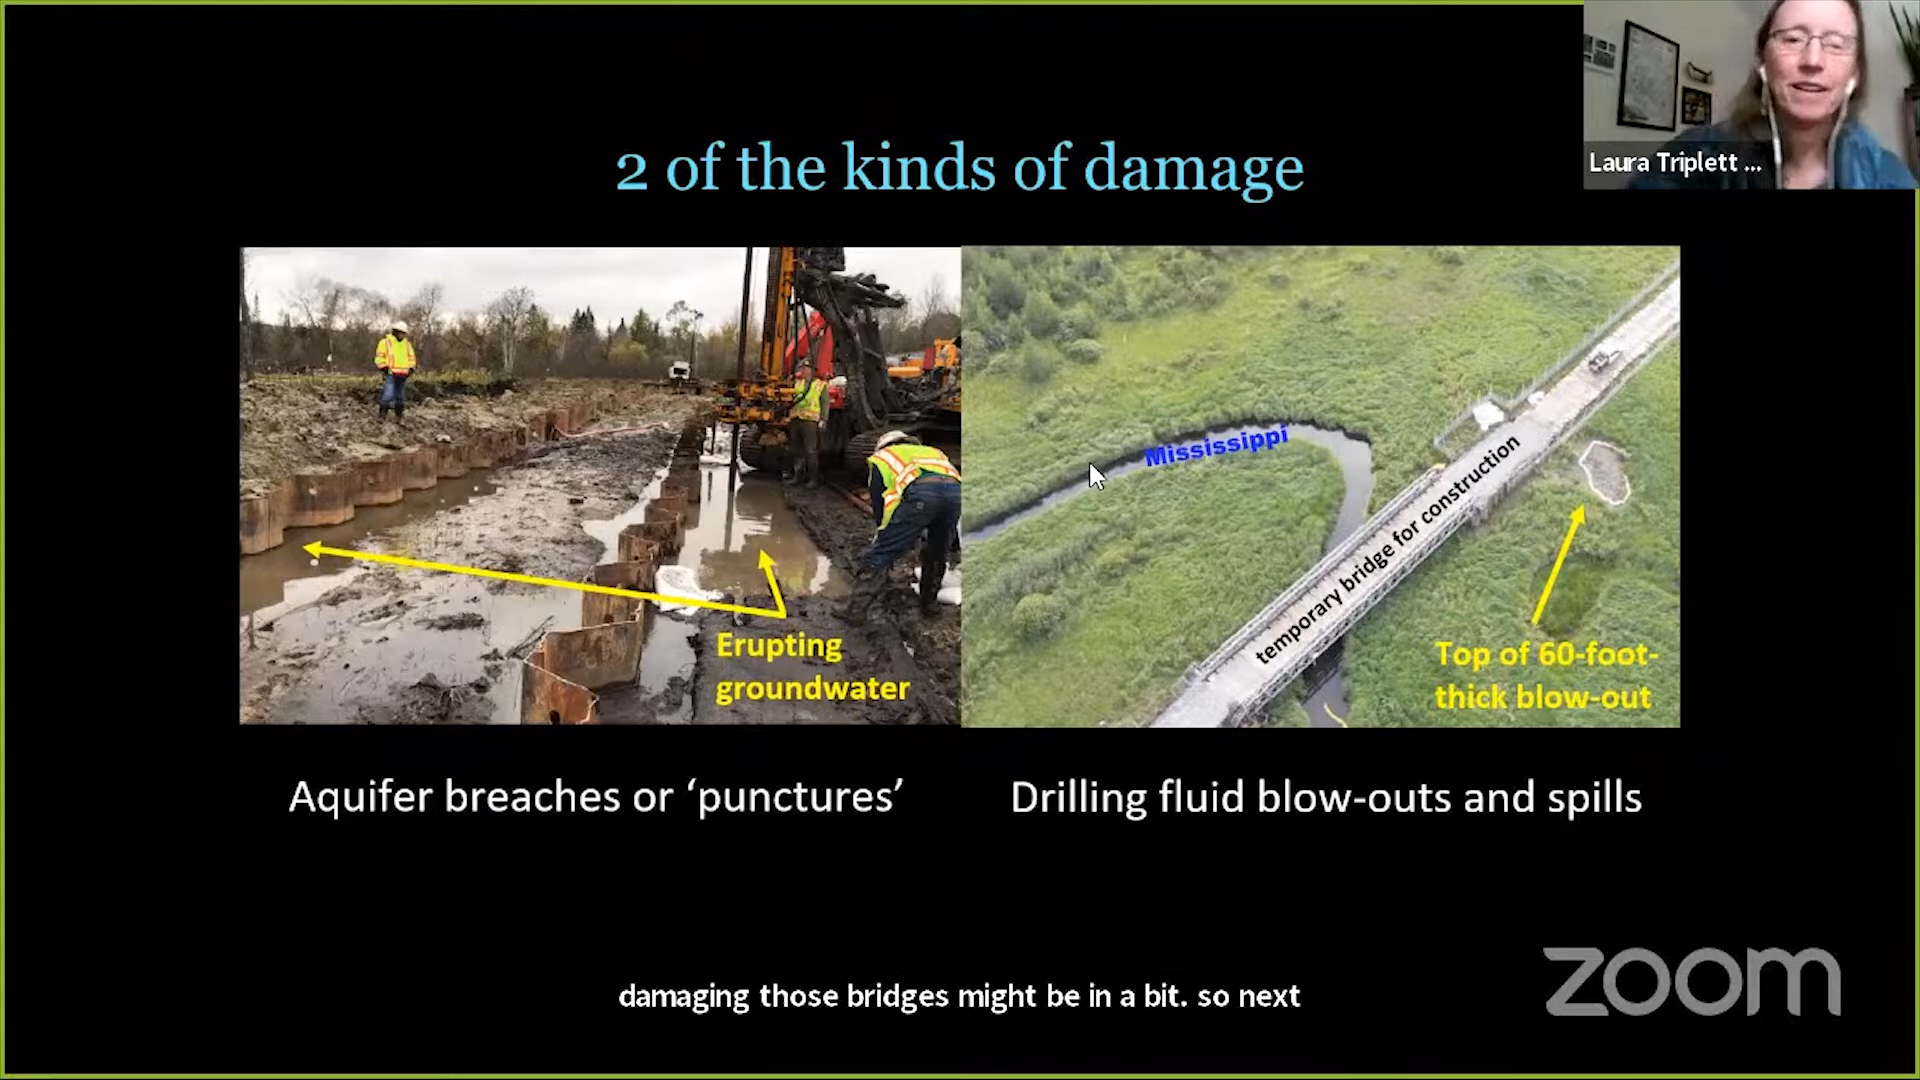 Laura Triplett ...
2 of the kinds of damage
Mississippi
temporary bridge for construction
Erupting
groundwater
Top of 60-foot-
thick blow-out
Aquifer breaches or ‘punctures’
Drilling fluid blow-outs and spills
damaging those bridges might be in a bit. so next
zoom